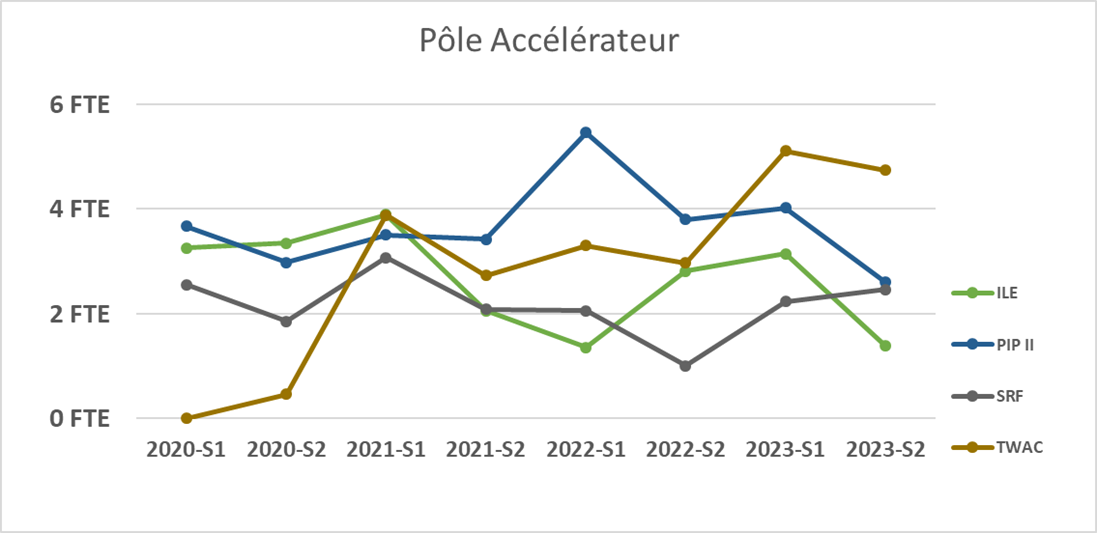 Pôle Accélérateur
6 FTE
4 FTE
2 FTE
0 FTE
2020-S1 2020-S2 2021-S1 2021-S2 2022-S1 2022-S2 2023-S1 2023-S2
ILE
PIP II
SRF
TWAC